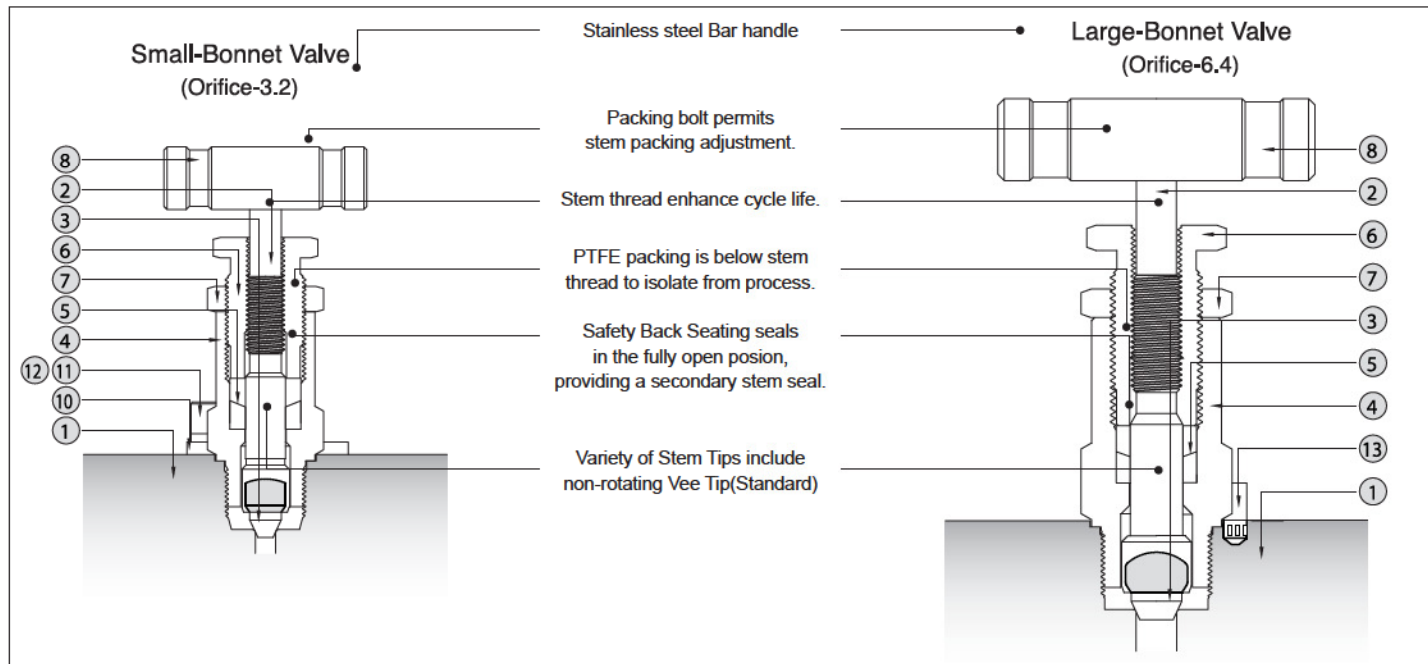 Small-Bonnet Valve
(Orifice-3.2)
Stainless steel Bar handle
Large-Bonnet Valve
(Orifice-6.4)
Packing bolt permits
stem packing adjustment.
Stem thread enhance cycle life.
PTFE packing is below stem
thread to isolate from process.
Safety Back Seating seals
in the fully open posion,
providing a secondary stem seal.
Variety of Stem Tips include
non-rotating Vee Tip(Standard)
8
2
3
6
7
5
4
12 11
10
1
8
2
6
7
3
5
4
13
1